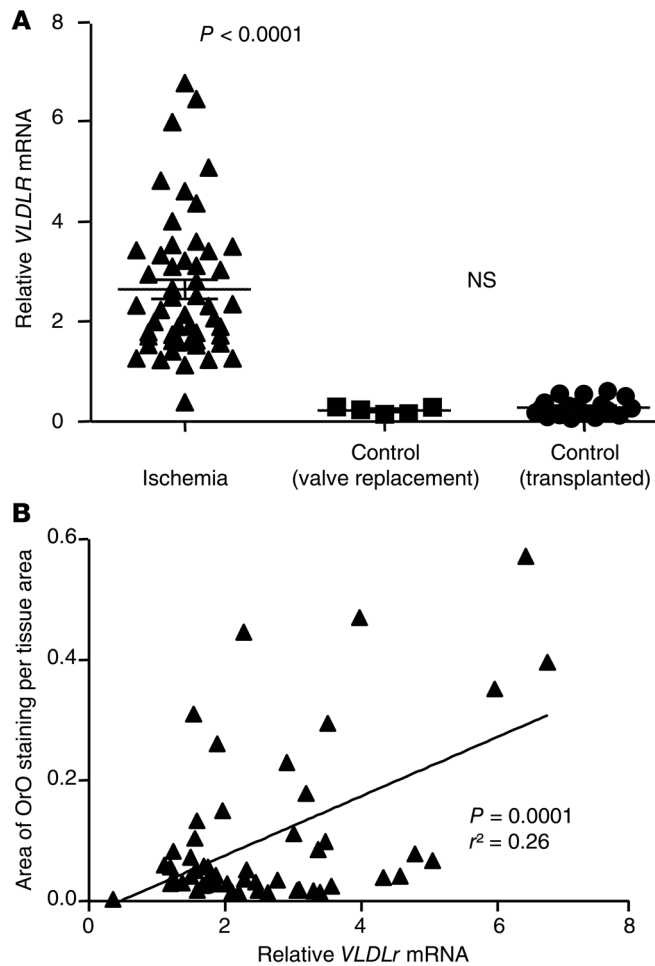 A
P < 0.0001
8
6
4
2
0
Relative VLDLR mRNA
NS
Ischemia
Control
(valve replacement)
Control
(transplanted)
B
0.6
0.4
0.2
0.0
Area of OrO staining per tissue area
P = 0.0001
r² = 0.26
0 2 4 6 8
Relative VLDLr mRNA